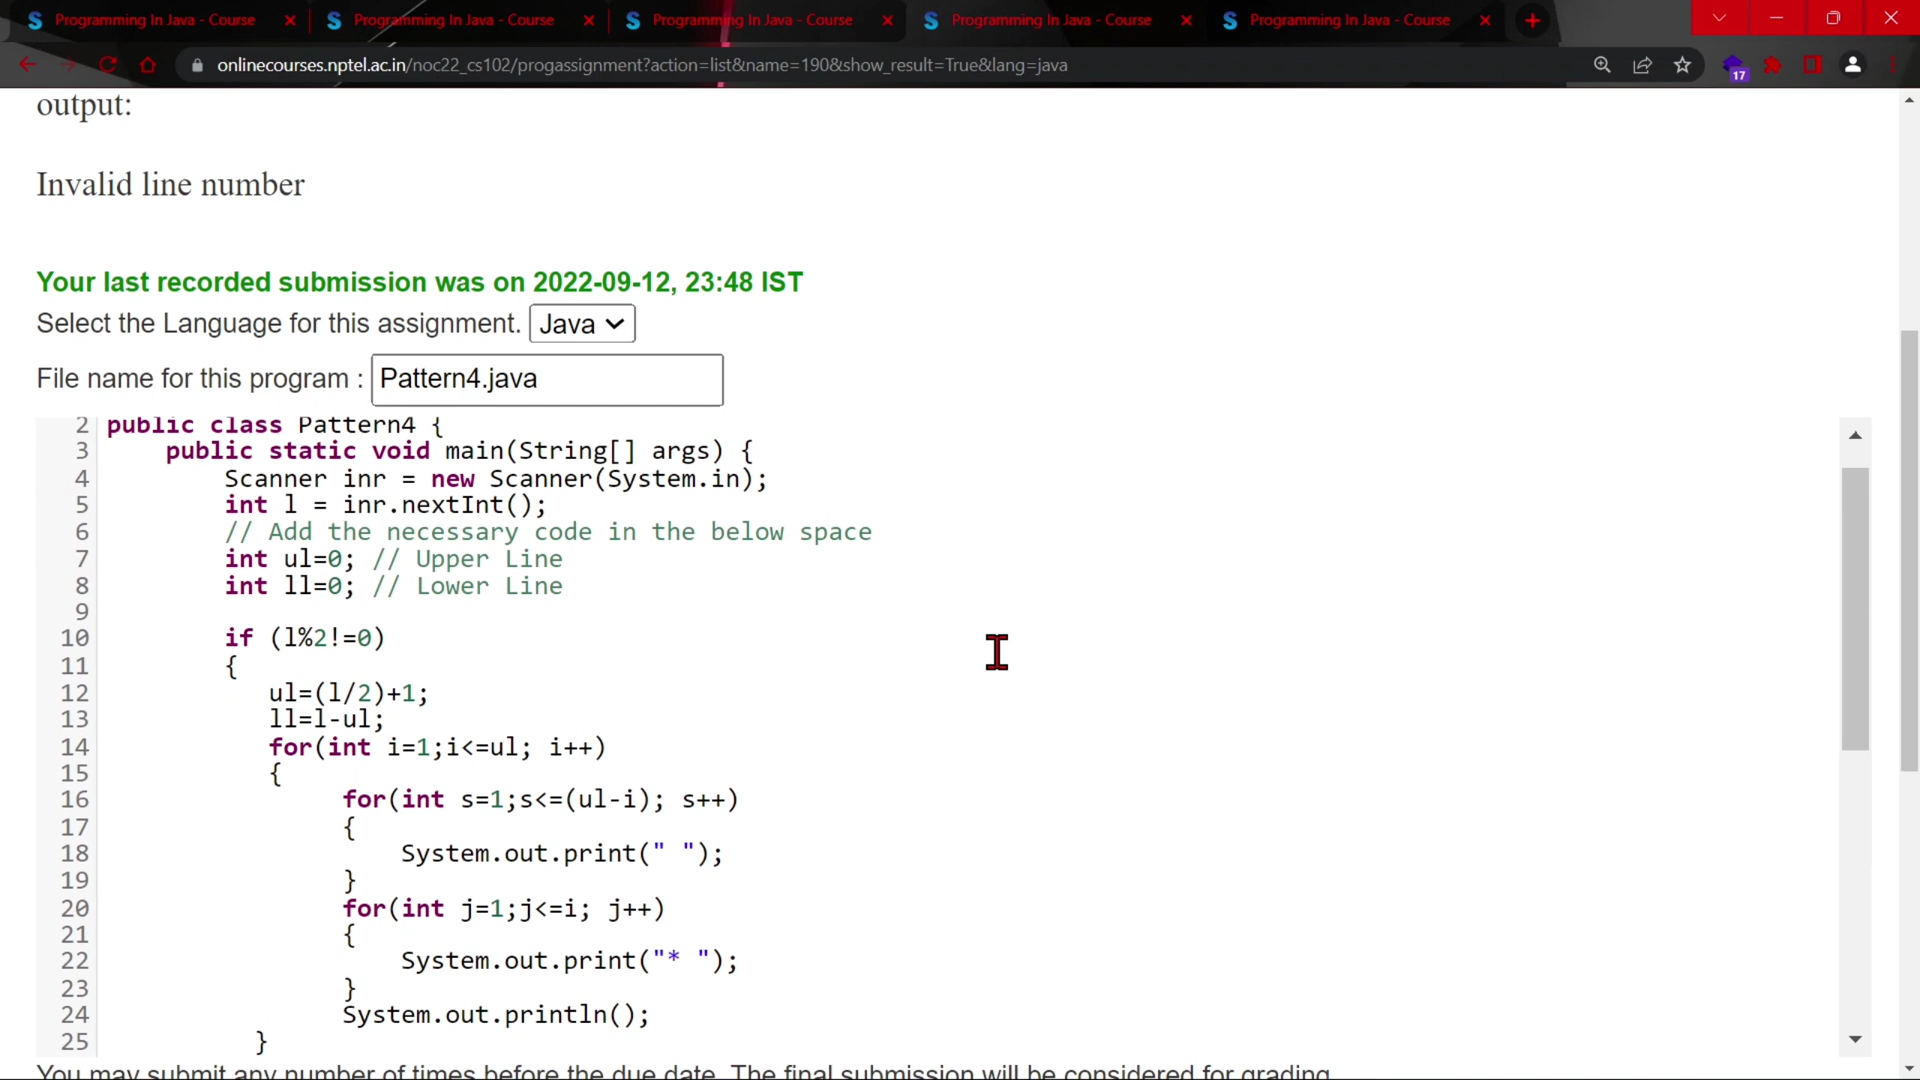 Programming In Java - Course
Programming In Java - Course
Programming In Java - Course
Programming In Java - Course
Programming In Java - Course
onlinecourses.nptel.ac.in/noc22_cs102/progassignment?action=list&name=190&show_result=True&lang=java
17
output:
Invalid line number
Your last recorded submission was on 2022-09-12, 23:48 IST
Select the Language for this assignment. Java
File name for this program : Pattern4.java
2 public class Pattern4 {
3 public static void main(String[] args) {
4 Scanner inr = new Scanner(System.in);
5 int l = inr.nextInt();
6 // Add the necessary code in the below space
7 int ul=0; // Upper Line
8 int ll=0; // Lower Line
9
10 if (l%2!=0)
11 {
12 ul=(l/2)+1;
13 ll=l-ul;
14 for(int i=1;i<=ul; i++)
15 {
16 for(int s=1;s<=(ul-i); s++)
17 {
18 System.out.print(" ");
19 }
20 for(int j=1;j<=i; j++)
21 {
22 System.out.print("* ");
23 }
24 System.out.println();
25 }
You may submit any number of times before the due date. The final submission will be considered for grading.